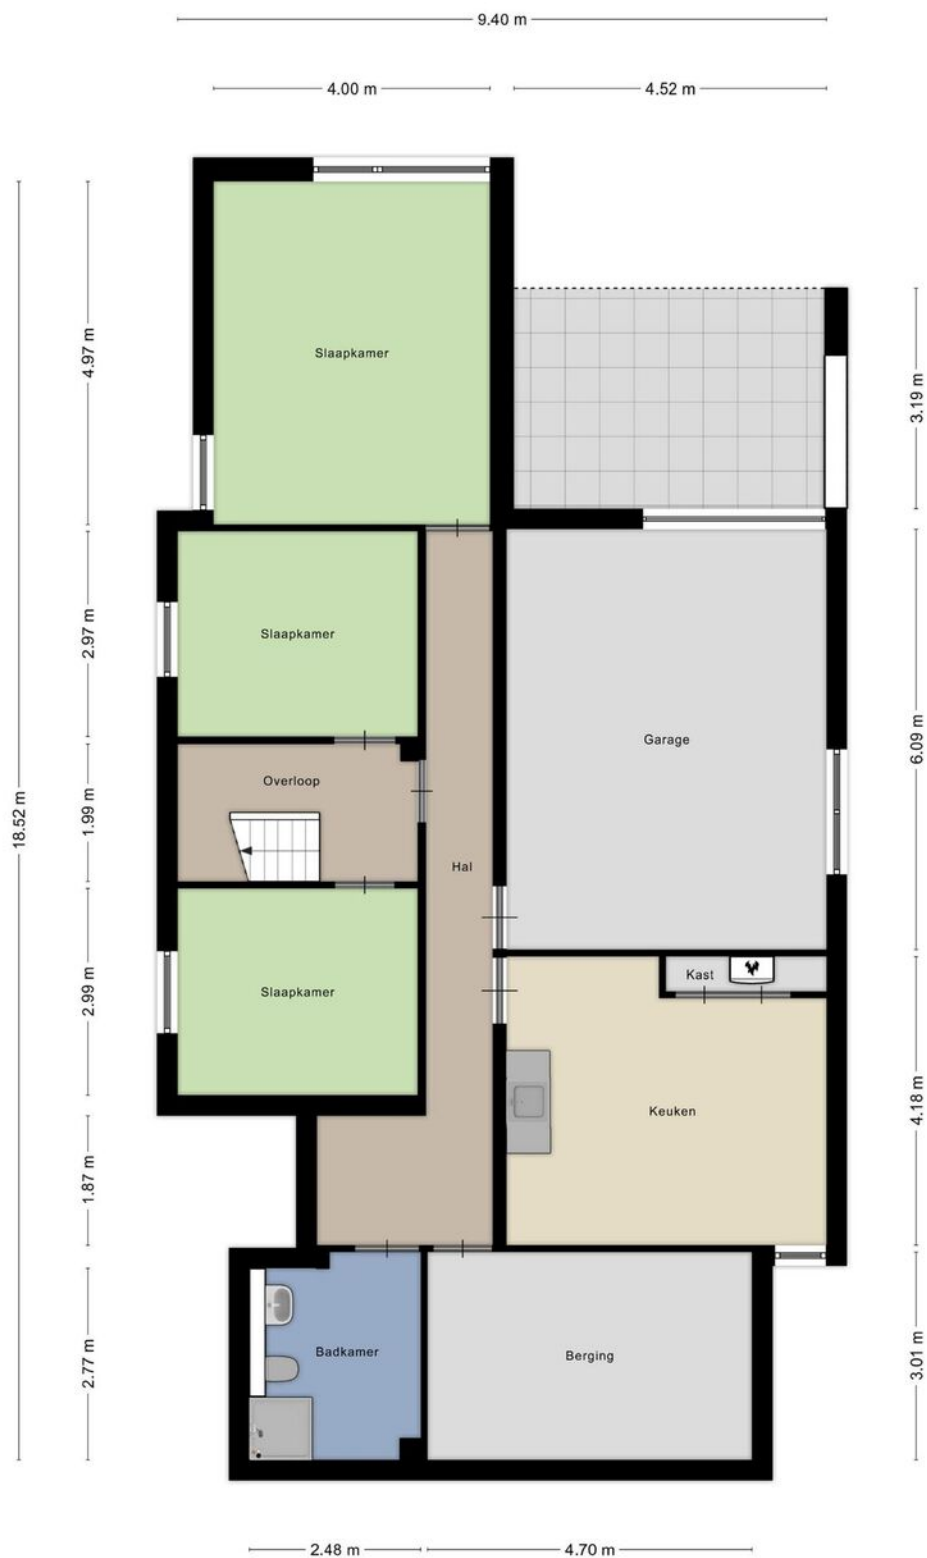 9.40 m
4.00 m
4.52 m
Slaapkamer
4.97 m
3.19 m
Slaapkamer
2.97 m
Garage
6.09 m
Overloop
18.52 m
1.99 m
Hal
Kast
Slaapkamer
2.99 m
Keuken
4.18 m
1.87 m
Badkamer
Berging
2.77 m
3.01 m
2.48 m
4.70 m